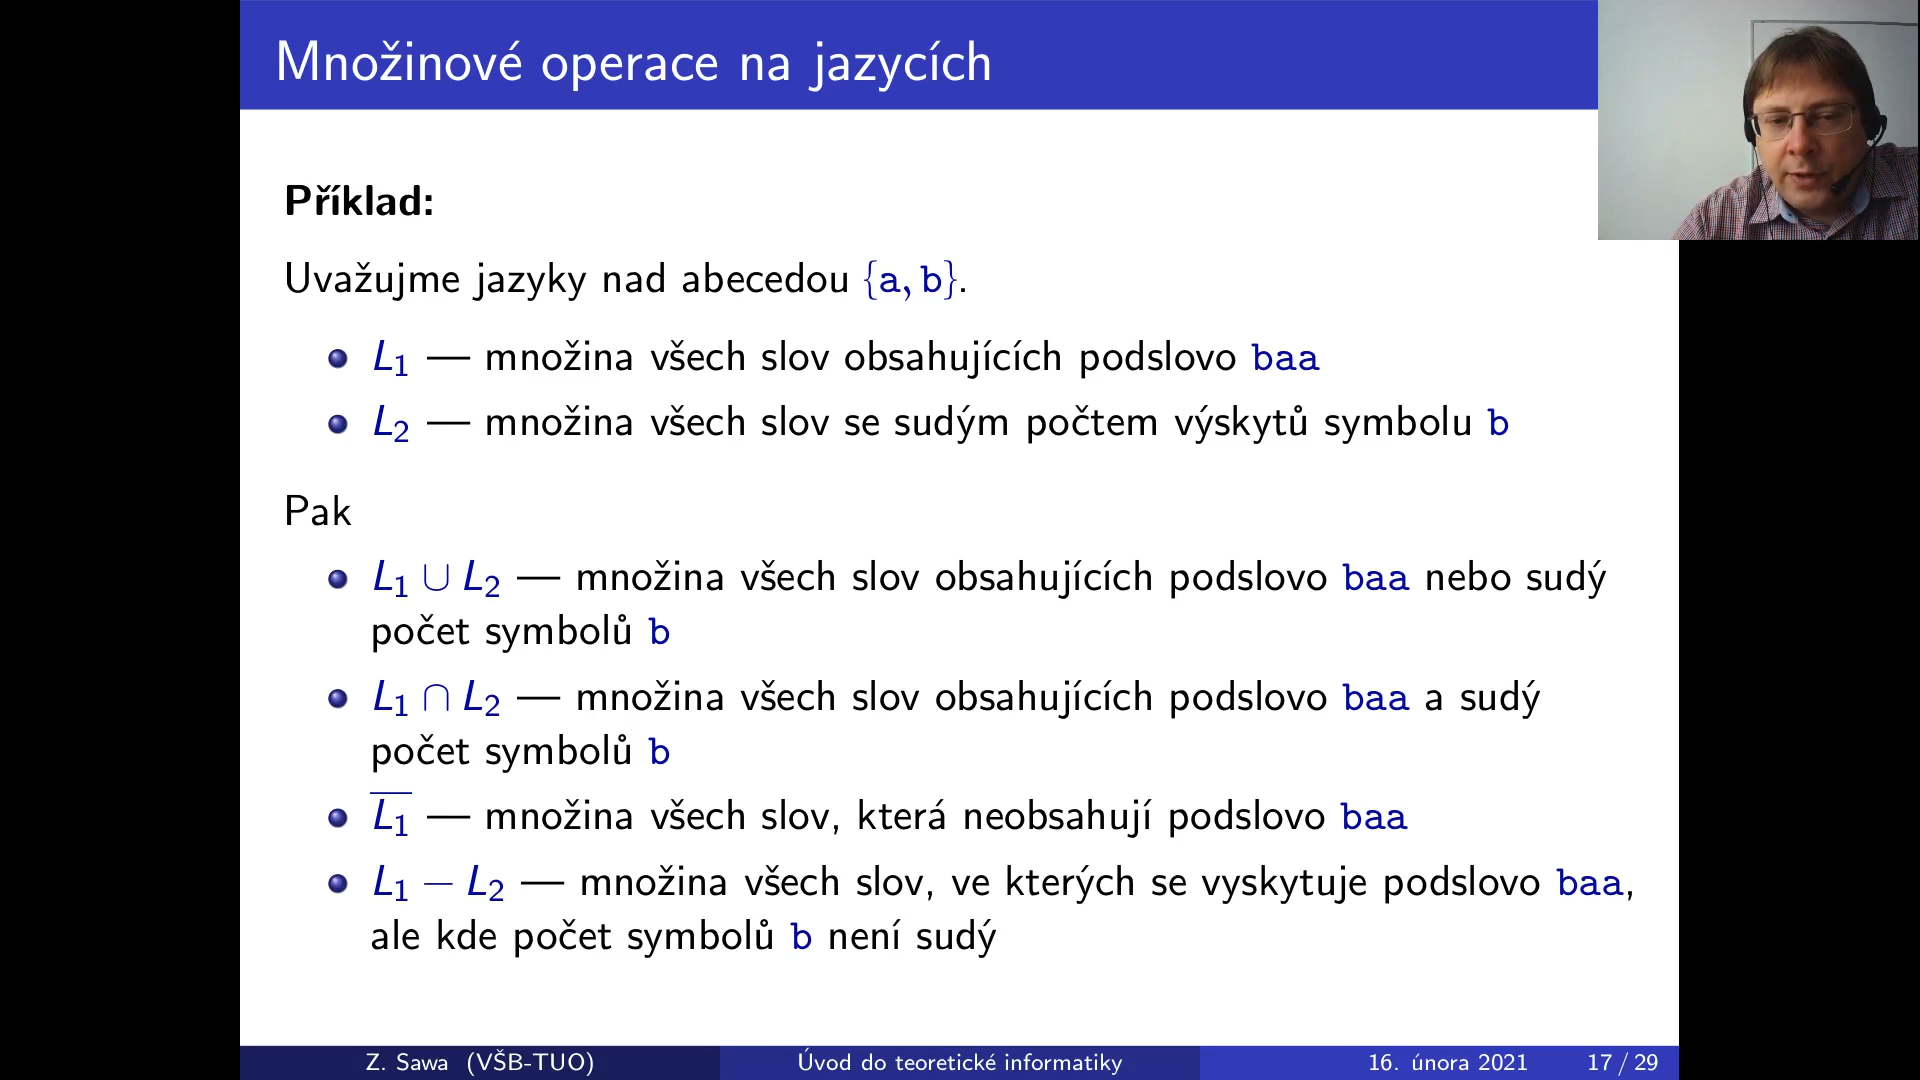 Množinové operace na jazycích
Příklad:
Uvažujme jazyky nad abecedou {a, b}.
L₁ — množina všech slov obsahujících podslovo baa
L₂ — množina všech slov se sudým počtem výskytů symbolu b
Pak
L₁ ∪ L₂ — množina všech slov obsahujících podslovo baa nebo sudý
počet symbolů b
L₁ ∩ L₂ — množina všech slov obsahujících podslovo baa a sudý
počet symbolů b
L̅₁ — množina všech slov, která neobsahují podslovo baa
L₁ − L₂ — množina všech slov, ve kterých se vyskytuje podslovo baa,
ale kde počet symbolů b není sudý
Z. Sawa (VŠB-TUO) Úvod do teoretické informatiky 16. února 2021 17 / 29